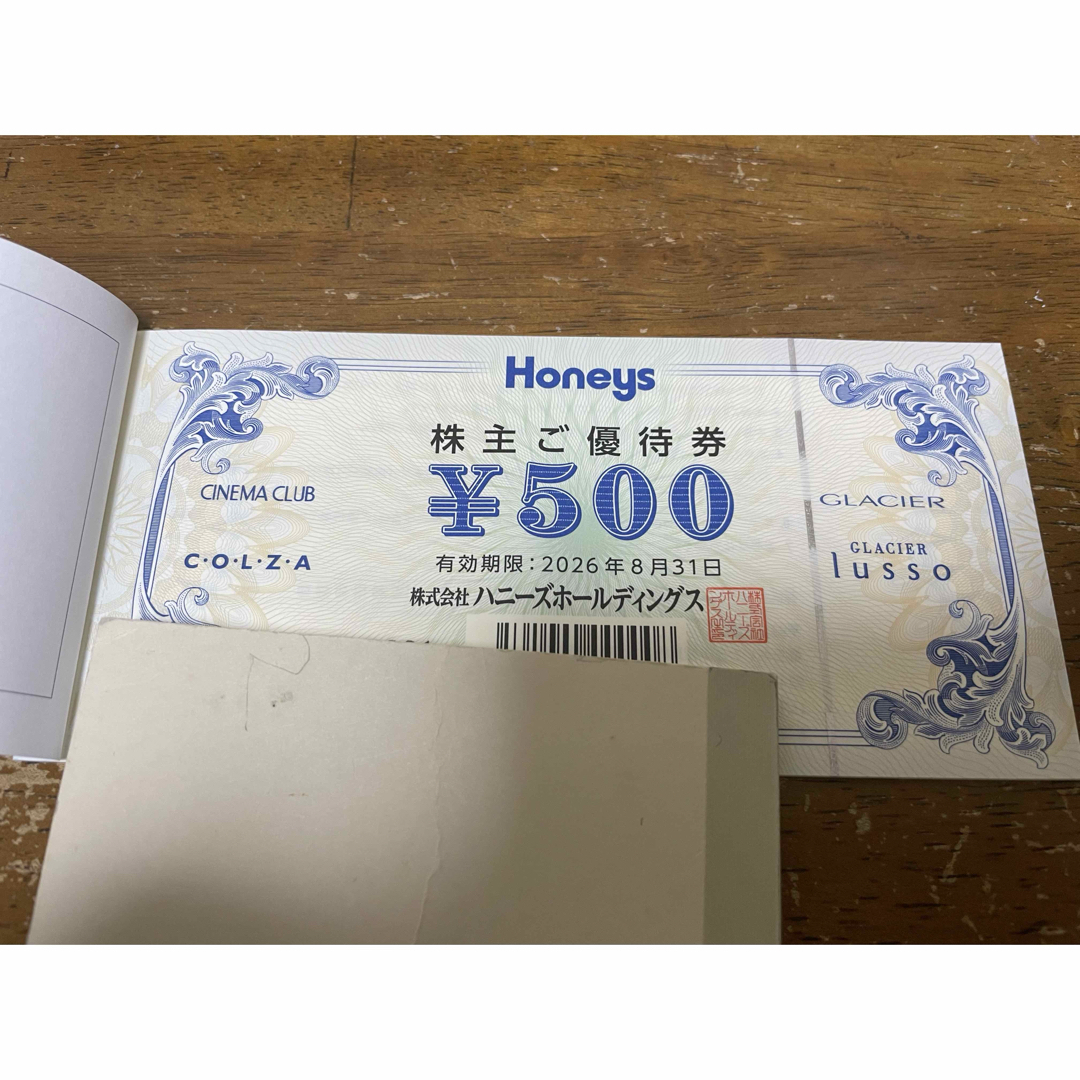 Honeys
株主ご優待券
¥500
CINEMA CLUB
GLACIER
C・O・L・Z・A
GLACIER
lusso
有効期限：2026年8月31日
株式会社 ハニーズホールディングス